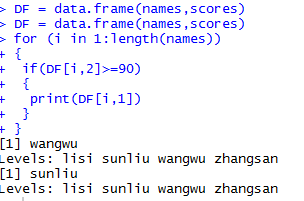 > DF = data.frame(names,scores)
> DF = data.frame(names,scores)
> for (i in 1:length(names))
+ {
+  if(DF[i,2]>=90)
+  {
+   print(DF[i,1])
+  }
+ }
[1] wangwu
Levels: lisi sunliu wangwu zhangsan
[1] sunliu
Levels: lisi sunliu wangwu zhangsan